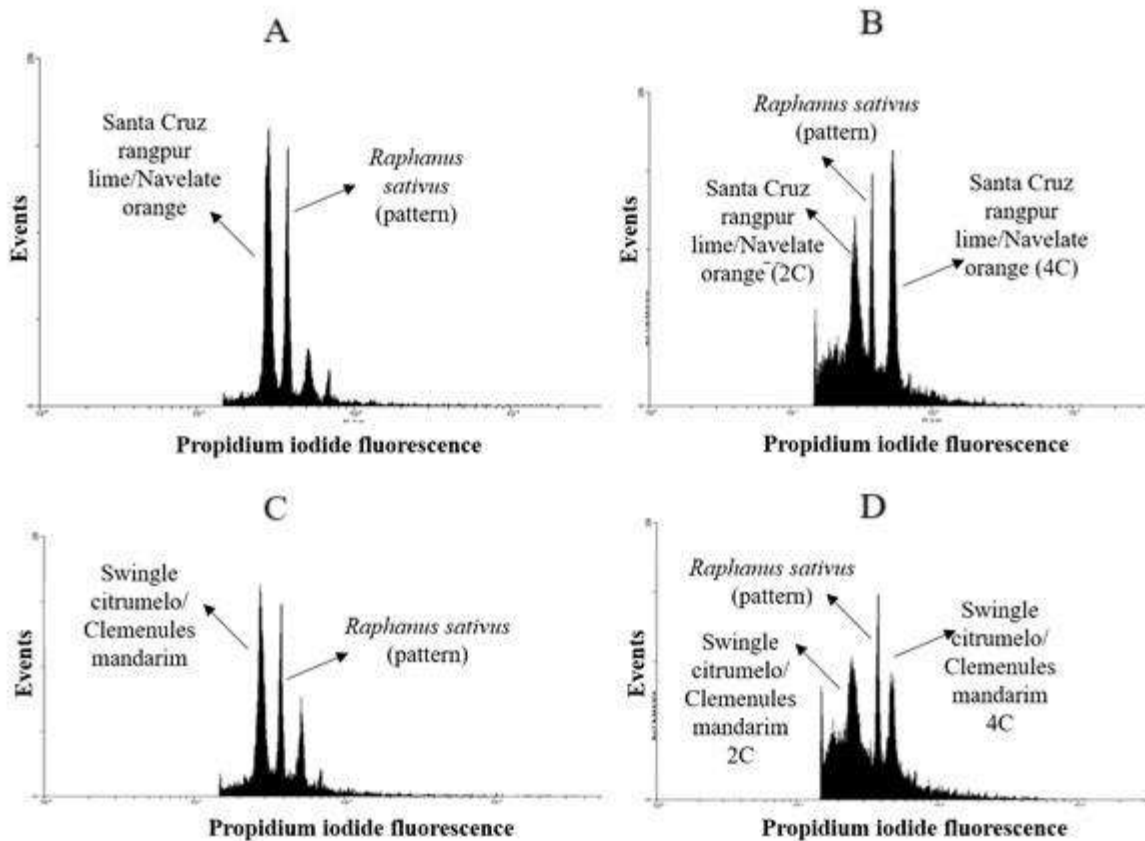 A
Events
Santa Cruz
rangpur
lime/Navelate
orange
Raphanus
sativus
(pattern)
Propidium iodide fluorescence
B
Events
Raphanus sativus
(pattern)
Santa Cruz
rangpur
lime/Navelate
orange (2C)
Santa Cruz
rangpur
lime/Navelate
orange (4C)
Propidium iodide fluorescence
C
Events
Swingle
citrumelo/
Clemenules
mandarim
Raphanus sativus
(pattern)
Propidium iodide fluorescence
D
Events
Raphanus sativus
(pattern)
Swingle
citrumelo/
Clemenules
mandarim
2C
Swingle
citrumelo/
Clemenules
mandarim
4C
Propidium iodide fluorescence